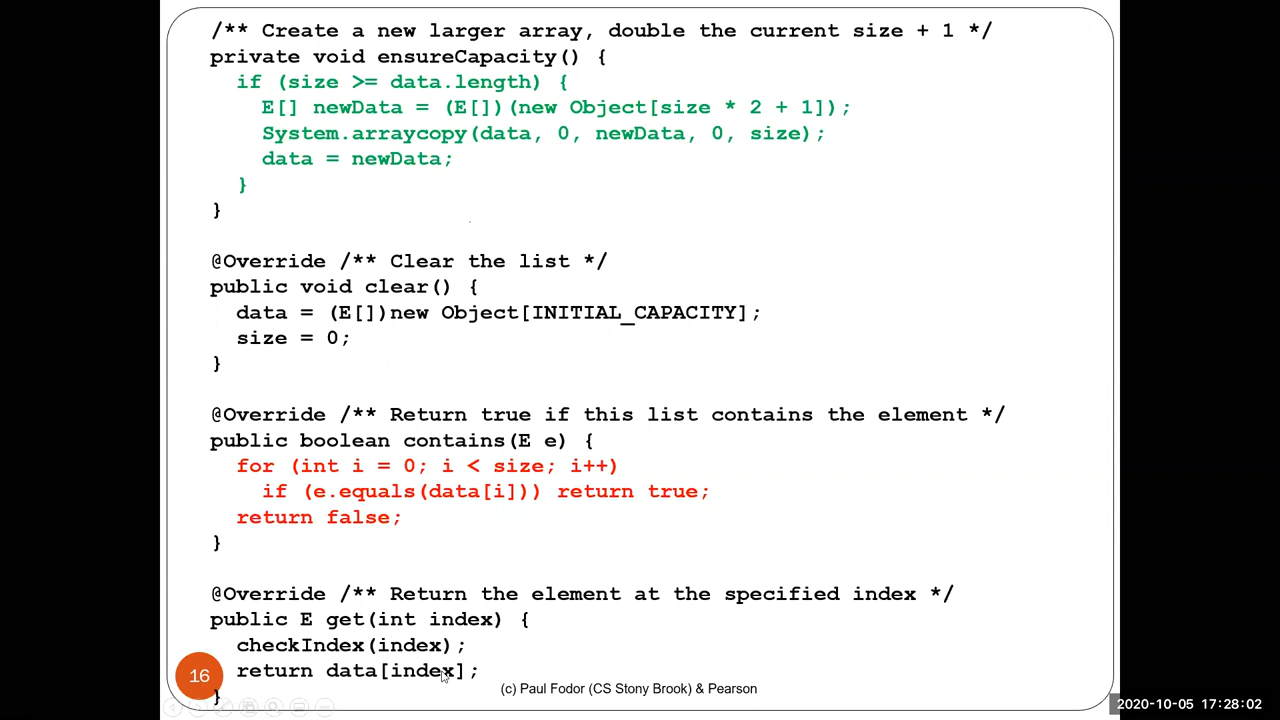 /** Create a new larger array, double the current size + 1 */
private void ensureCapacity() {
if (size >= data.length) {
E[] newData = (E[])(new Object[size * 2 + 1]);
System.arraycopy(data, 0, newData, 0, size);
data = newData;
}
}
@Override /** Clear the list */
public void clear() {
data = (E[])new Object[INITIAL_CAPACITY];
size = 0;
}
@Override /** Return true if this list contains the element */
public boolean contains(E e) {
for (int i = 0; i < size; i++)
if (e.equals(data[i])) return true;
return false;
}
@Override /** Return the element at the specified index */
public E get(int index) {
checkIndex(index);
return data[index];
}
16
(c) Paul Fodor (CS Stony Brook) & Pearson
2020-10-05 17:28:02